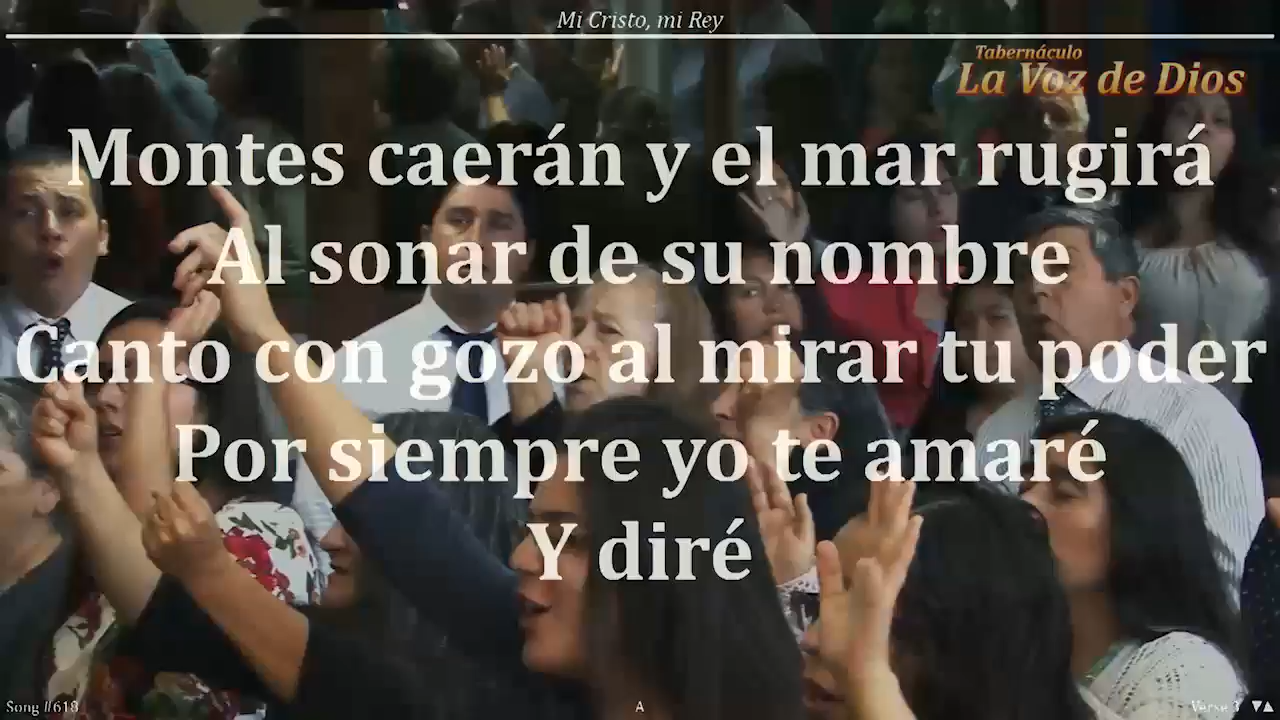 Mi Cristo, mi Rey
Tabernáculo
La Voz de Dios
Montes caerán y el mar rugirá
Al sonar de su nombre
Canto con gozo al mirar tu poder
Por siempre yo te amaré
Y diré
Song #618
A
Verse 3 ▼▲